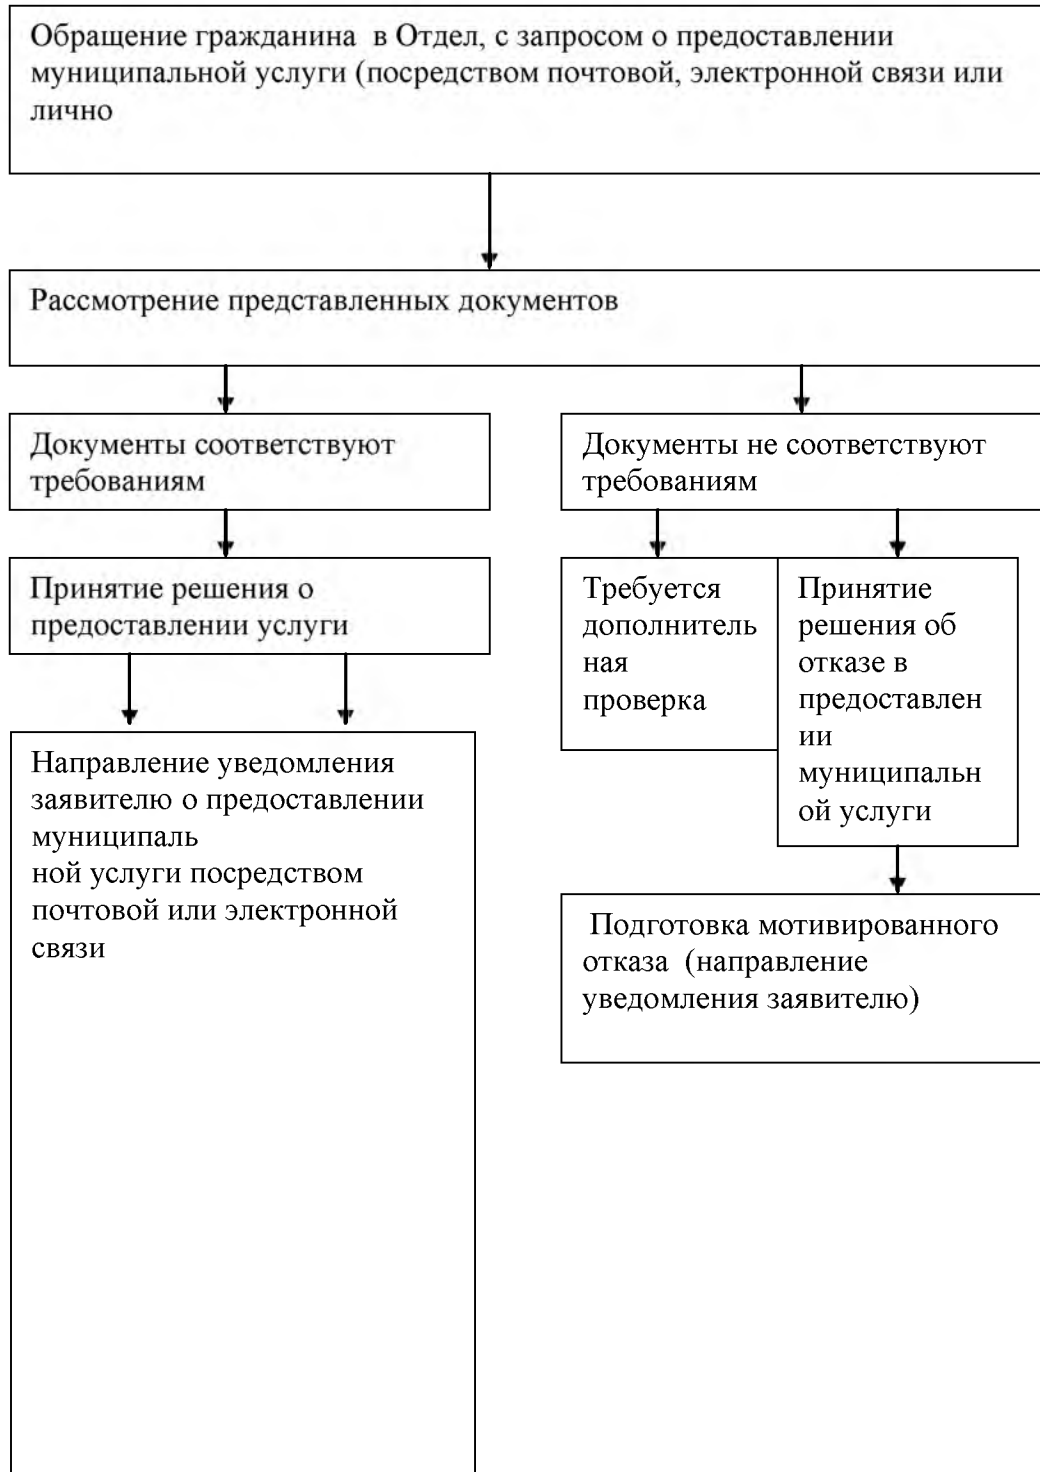 Обращение гражданина  в Отдел, с запросом о предоставлении
муниципальной услуги (посредством почтовой, электронной связи или
лично
Рассмотрение представленных документов
Документы соответствуют
требованиям
Документы не соответствуют
требованиям
Принятие решения о
предоставлении услуги
Требуется
дополнитель
ная
проверка
Принятие
решения об
отказе в
предоставлен
ии
муниципальн
ой услуги
Направление уведомления
заявителю о предоставлении
муниципаль
ной услуги посредством
почтовой или электронной
связи
Подготовка мотивированного
отказа  (направление
уведомления заявителю)